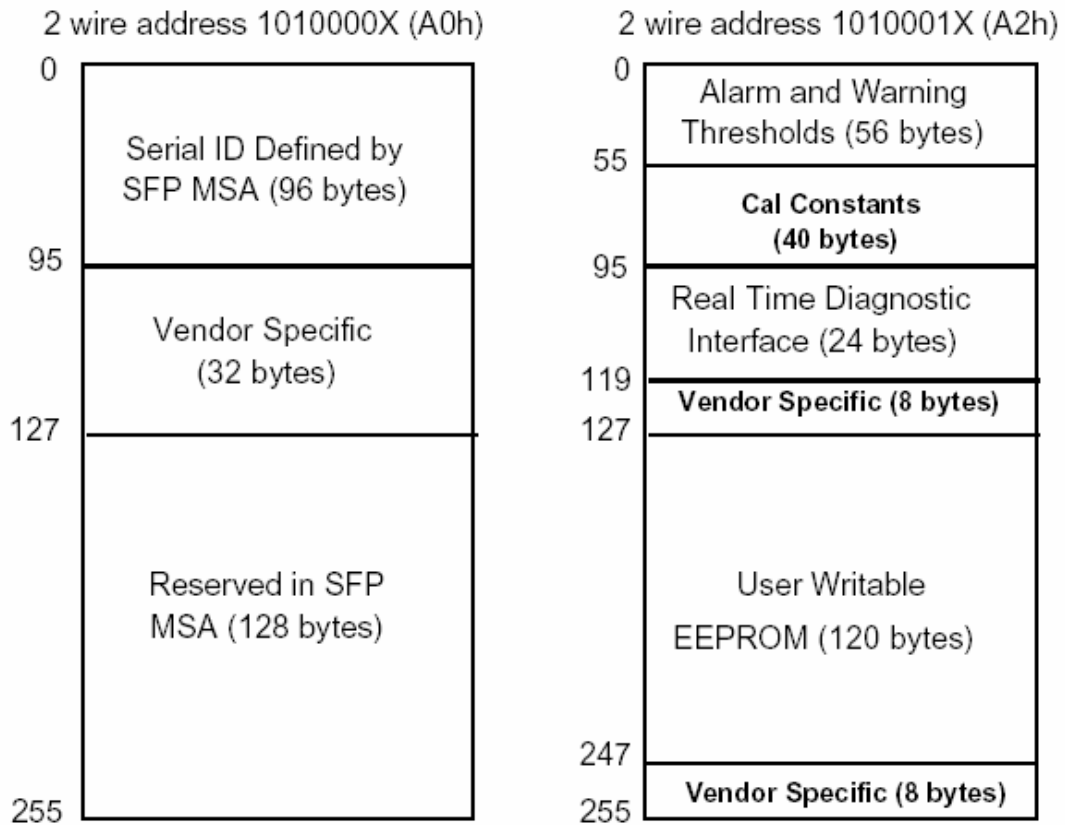 2 wire address 1010000X (A0h)
0
Serial ID Defined by
SFP MSA (96 bytes)
95
Vendor Specific
(32 bytes)
127
Reserved in SFP
MSA (128 bytes)
255
2 wire address 1010001X (A2h)
0
Alarm and Warning
Thresholds (56 bytes)
55
Cal Constants
(40 bytes)
95
Real Time Diagnostic
Interface (24 bytes)
119
Vendor Specific (8 bytes)
127
User Writable
EEPROM (120 bytes)
247
Vendor Specific (8 bytes)
255